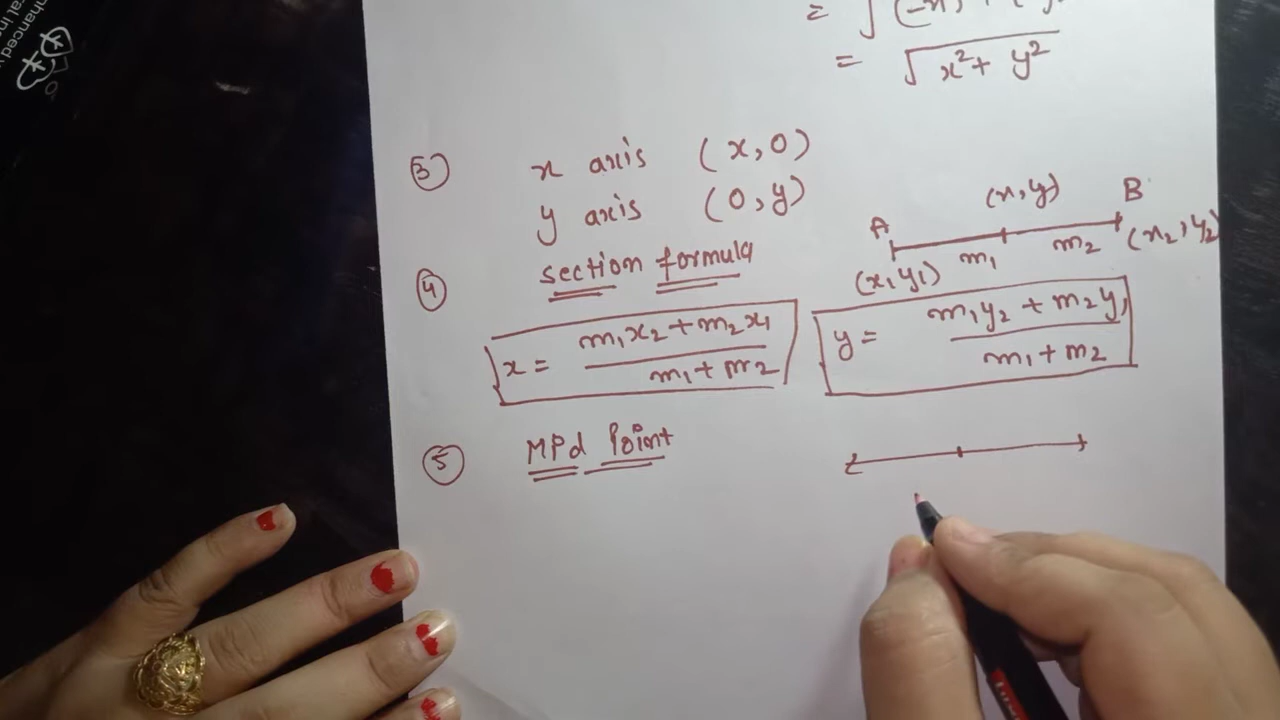 = √(-x)
= √x² + y²
③ x axis (x, 0)
y axis (0, y)
④ section formula
A (x, y) B
(x₁ y₁) m₁ m₂ (x₂, y₂)
x = m₁x₂ + m₂x₁ / m₁ + m₂
y = m₁y₂ + m₂y₁ / m₁ + m₂
⑤ MPd Point